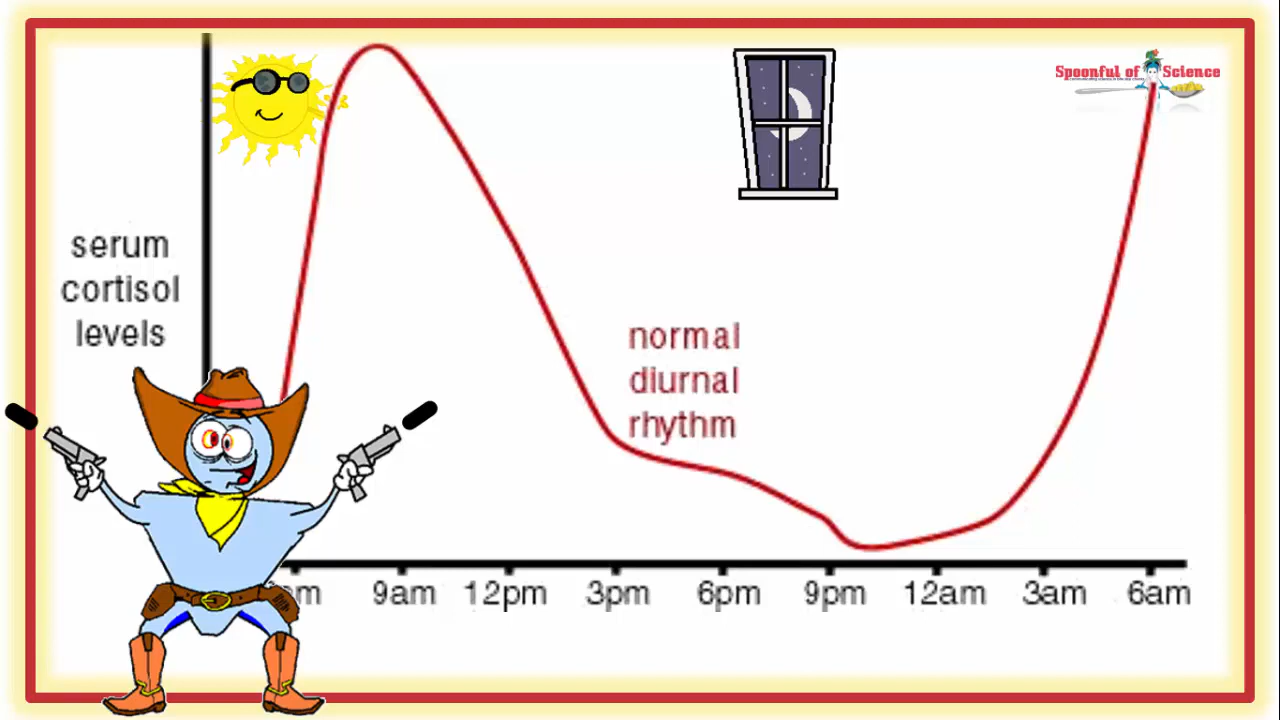 Spoonful of Science
serum
cortisol
levels
normal
diurnal
rhythm
9am 12pm 3pm 6pm 9pm 12am 3am 6am